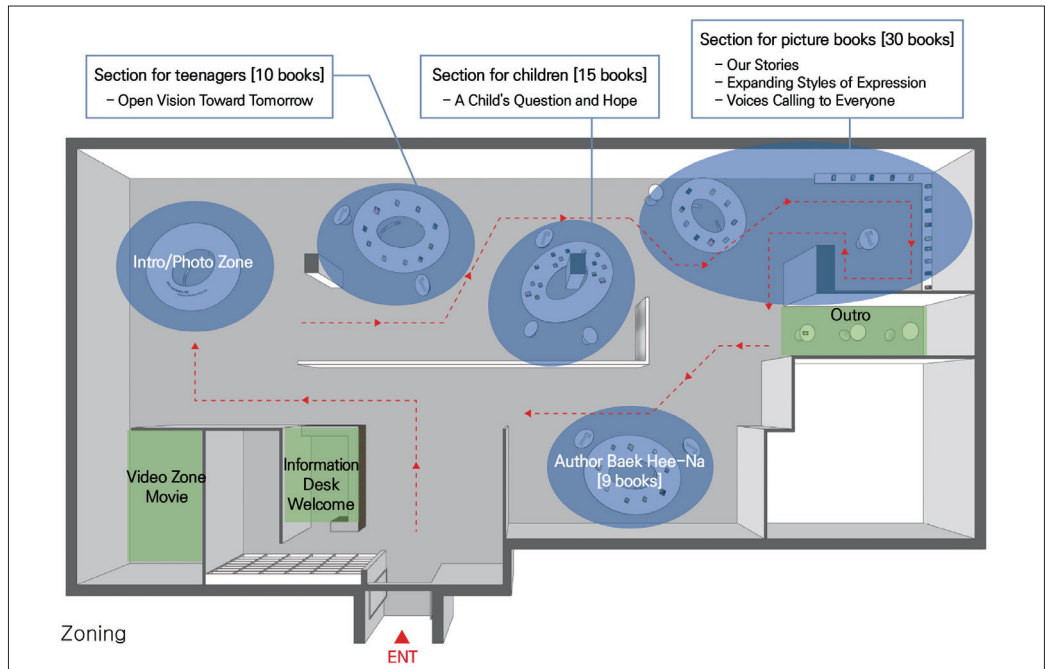 Section for teenagers [10 books]
– Open Vision Toward Tomorrow
Section for children [15 books]
– A Child's Question and Hope
Section for picture books [30 books]
– Our Stories
– Expanding Styles of Expression
– Voices Calling to Everyone
Intro/Photo Zone
Outro
Video Zone
Movie
Information
Desk
Welcome
Author Baek Hee–Na
[9 books]
Zoning
ENT